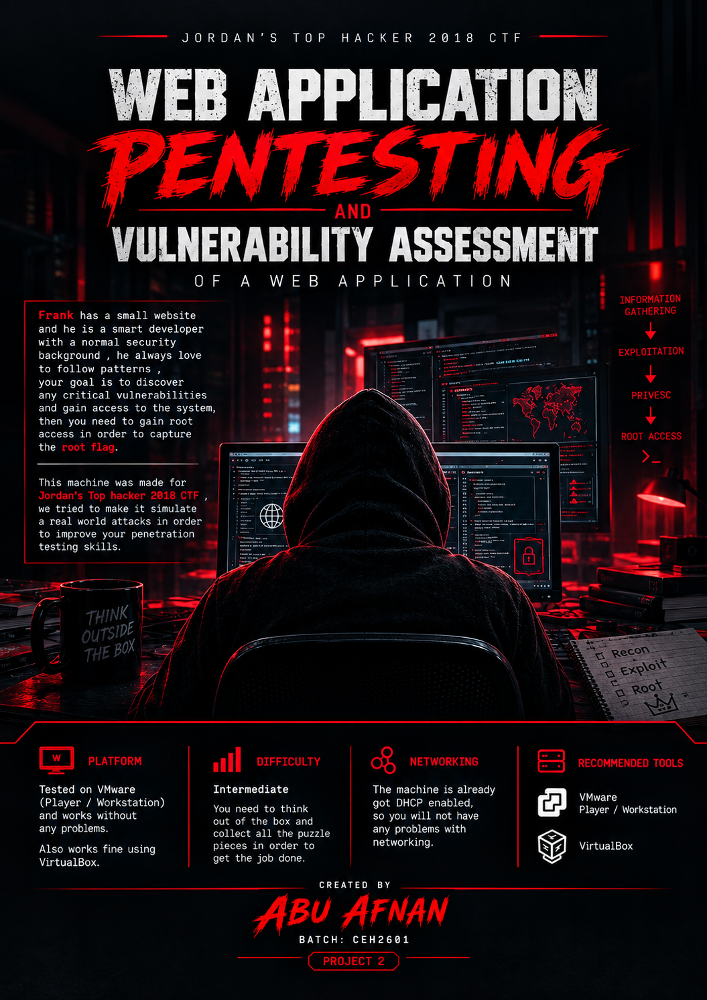 JORDAN'S TOP HACKER 2018 CTF
WEB APPLICATION
PENTESTING
AND
VULNERABILITY ASSESSMENT
OF A WEB APPLICATION
Frank has a small website
and he is a smart developer
with a normal security
background , he always love
to follow patterns ,
your goal is to discover
any critical vulnerabilities
and gain access to the system,
then you need to gain root
access in order to capture
the root flag.
This machine was made for
Jordan's Top hacker 2018 CTF ,
we tried to make it simulate
a real world attacks in order
to improve your penetration
testing skills.
INFORMATION
GATHERING
EXPLOITATION
PRIVESC
ROOT ACCESS
>_
THINK
OUTSIDE
THE BOX
Recon
Exploit
Root
W
PLATFORM
Tested on VMware
(Player / Workstation)
and works without
any problems.
Also works fine using
VirtualBox.
DIFFICULTY
Intermediate
You need to think
out of the box and
collect all the puzzle
pieces in order to
get the job done.
NETWORKING
The machine is already
got DHCP enabled,
so you will not have
any problems with
networking.
RECOMMENDED TOOLS
VMware
Player / Workstation
VirtualBox
CREATED BY
ABU AFNAN
BATCH: CEH2601
PROJECT 2